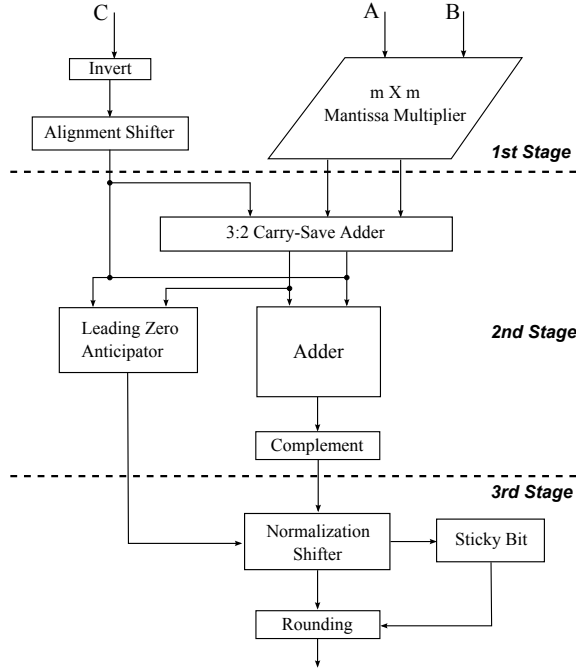 C
A
B
Invert
m X m
Mantissa Multiplier
Alignment Shifter
1st Stage
3:2 Carry-Save Adder
Leading Zero
Anticipator
Adder
2nd Stage
Complement
3rd Stage
Normalization
Shifter
Sticky Bit
Rounding